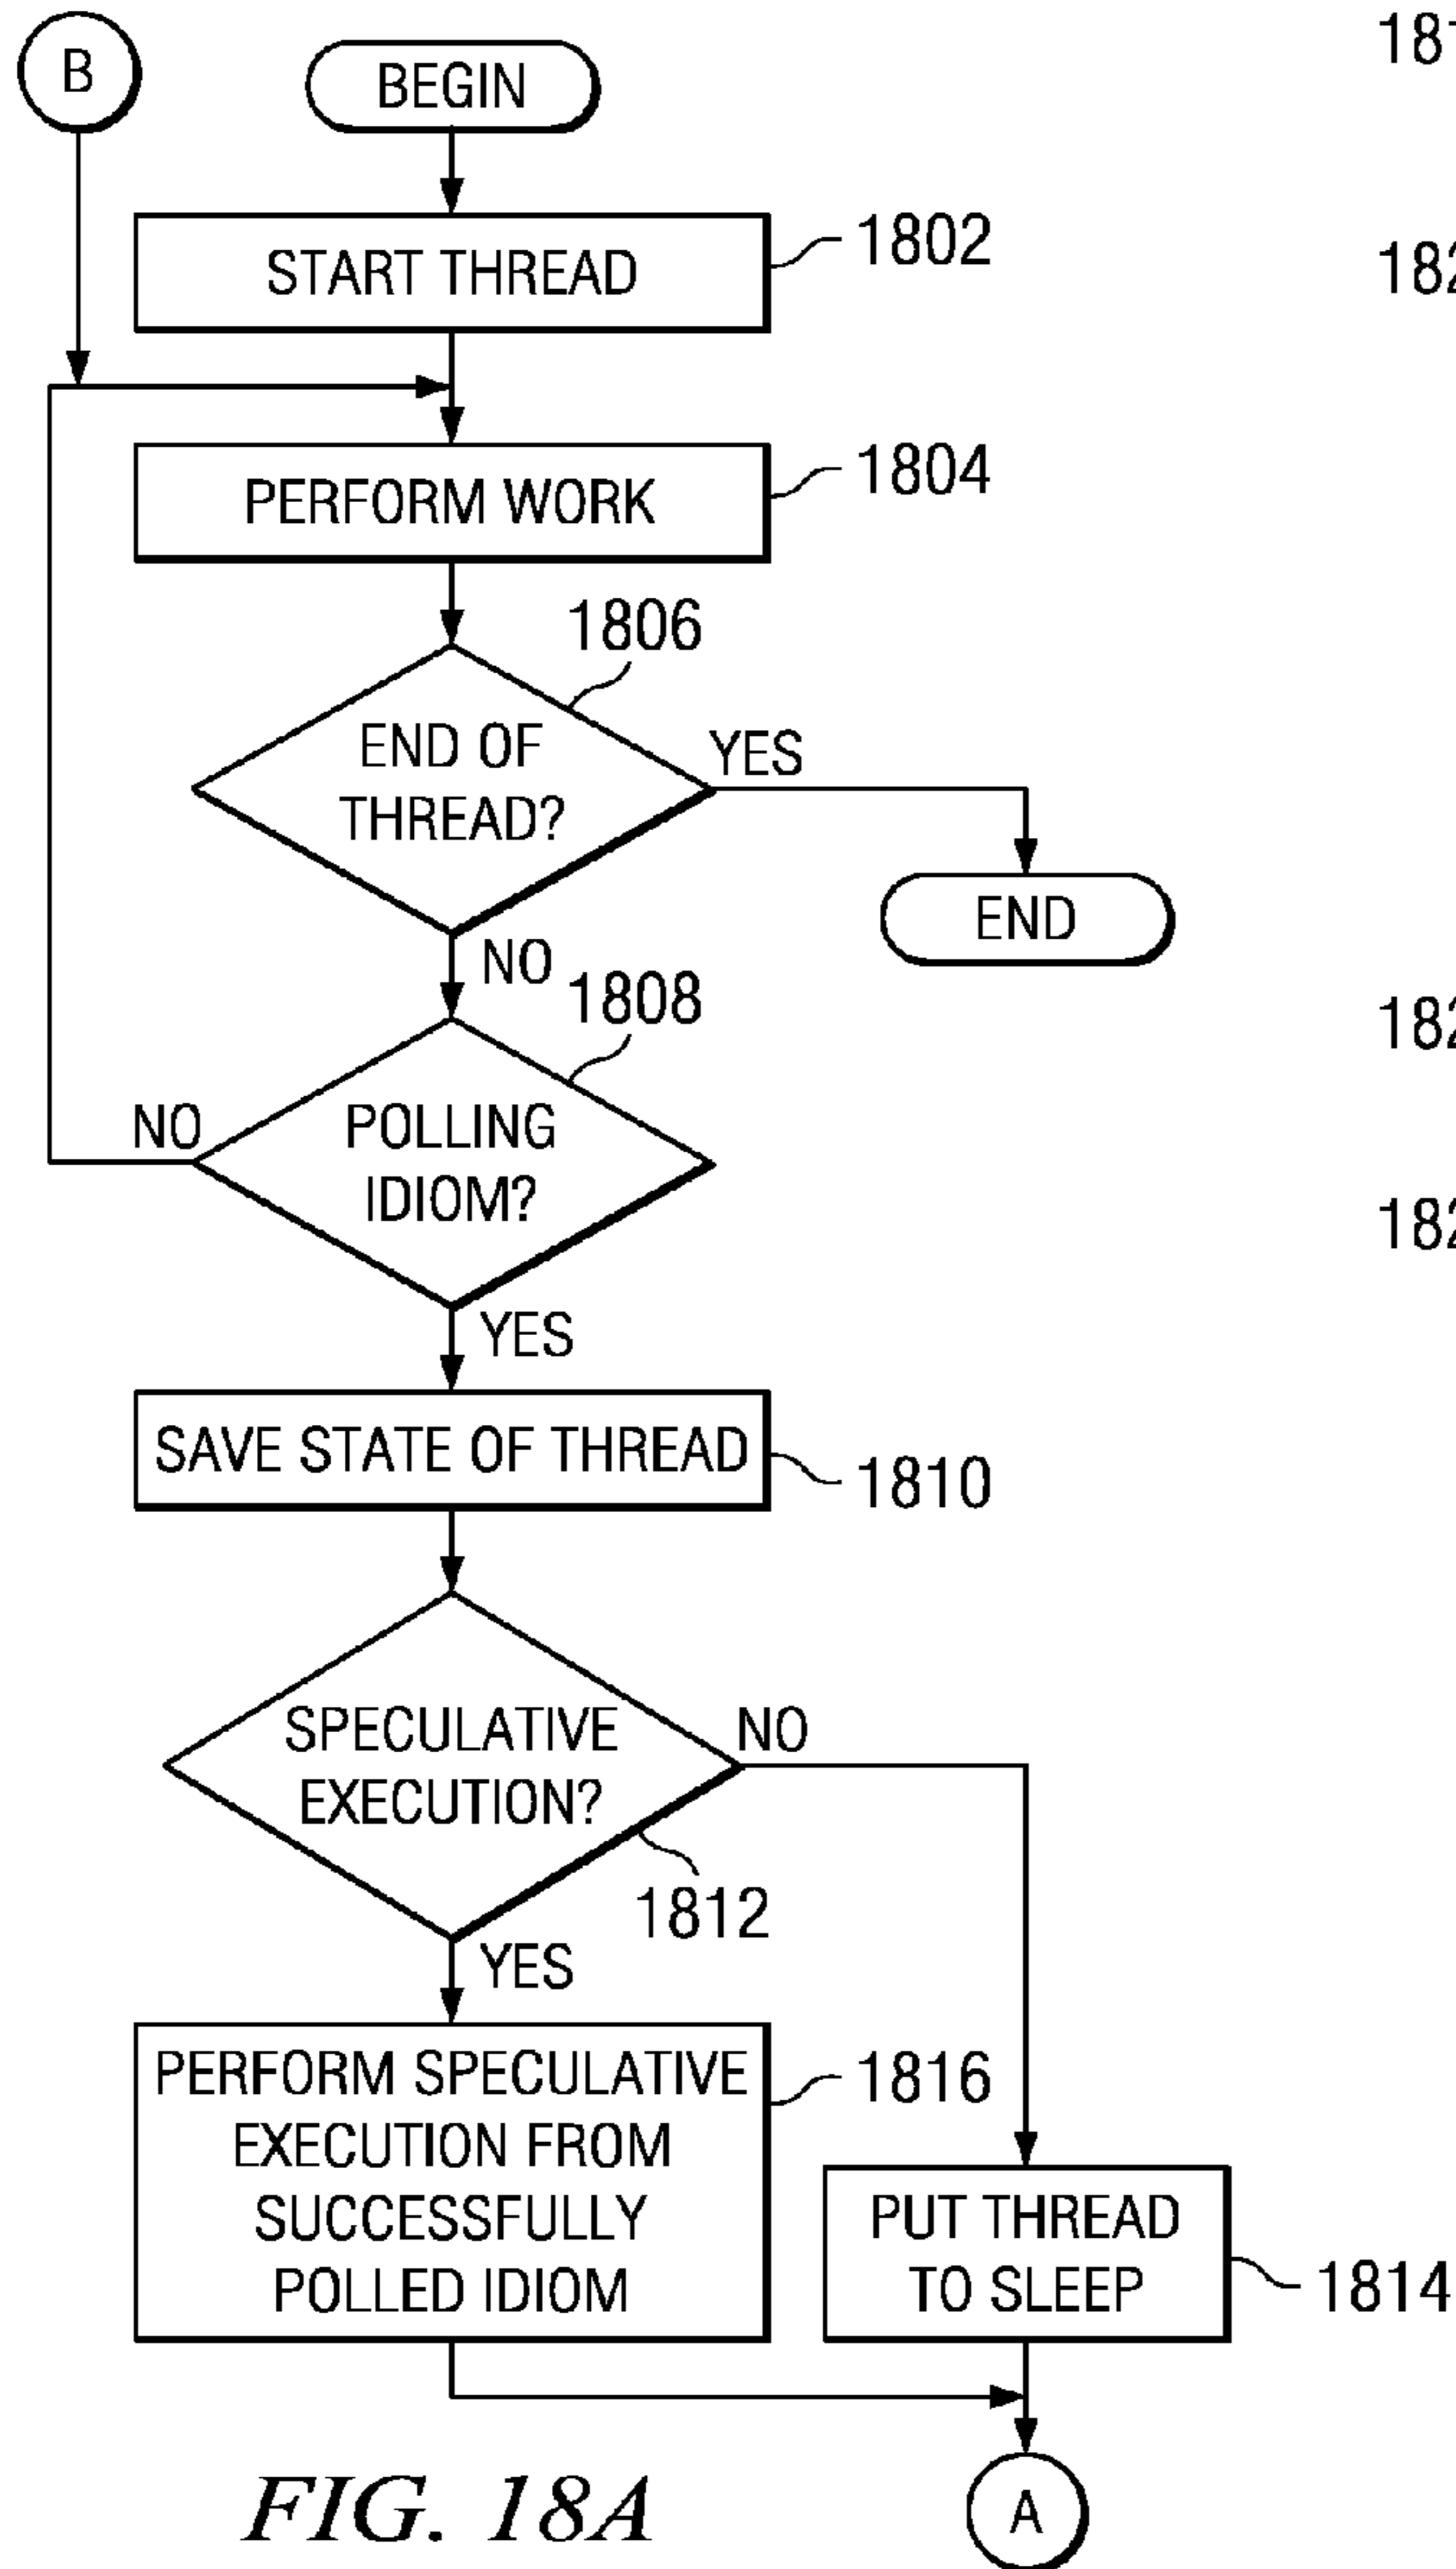 B
BEGIN
START THREAD
1802
PERFORM WORK
1804
1806
END OF
THREAD?
YES
END
NO
1808
POLLING
IDIOM?
NO
YES
SAVE STATE OF THREAD
1810
SPECULATIVE
EXECUTION?
NO
1812
YES
PERFORM SPECULATIVE
EXECUTION FROM
SUCCESSFULLY
POLLED IDIOM
1816
PUT THREAD
TO SLEEP
1814
A
FIG. 18A